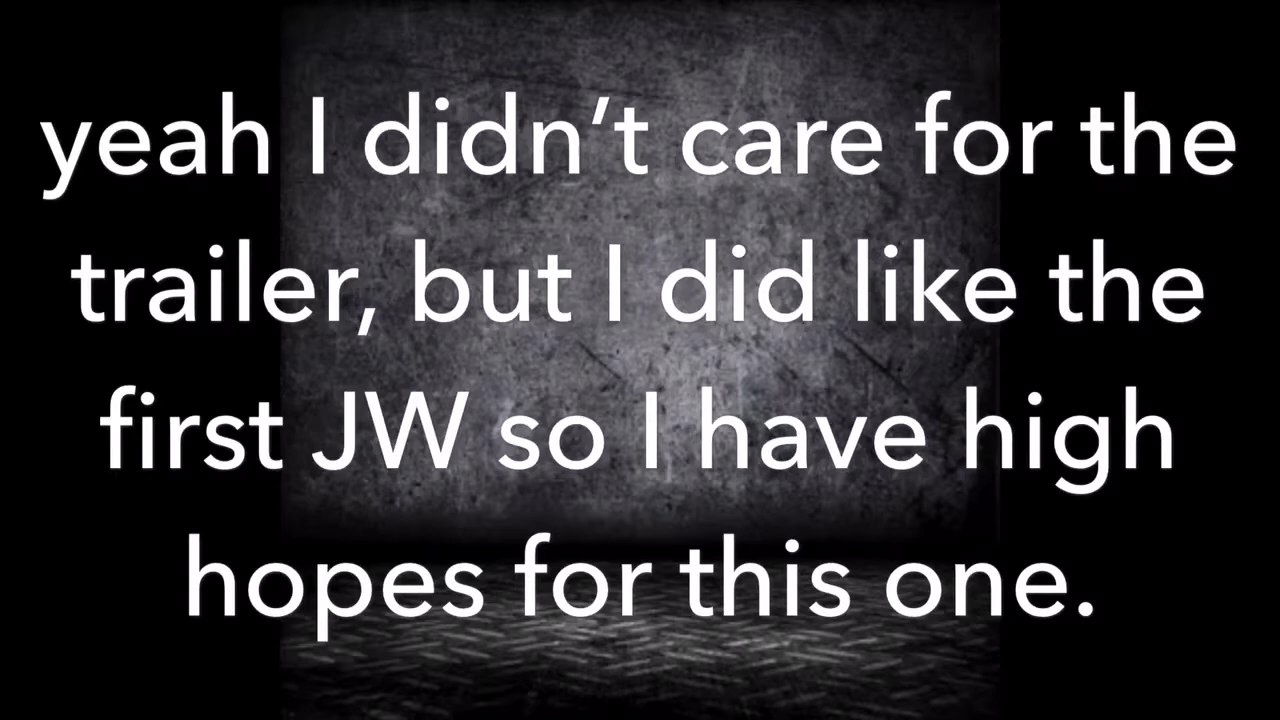 yeah I didn’t care for the
trailer, but I did like the
first JW so I have high
hopes for this one.